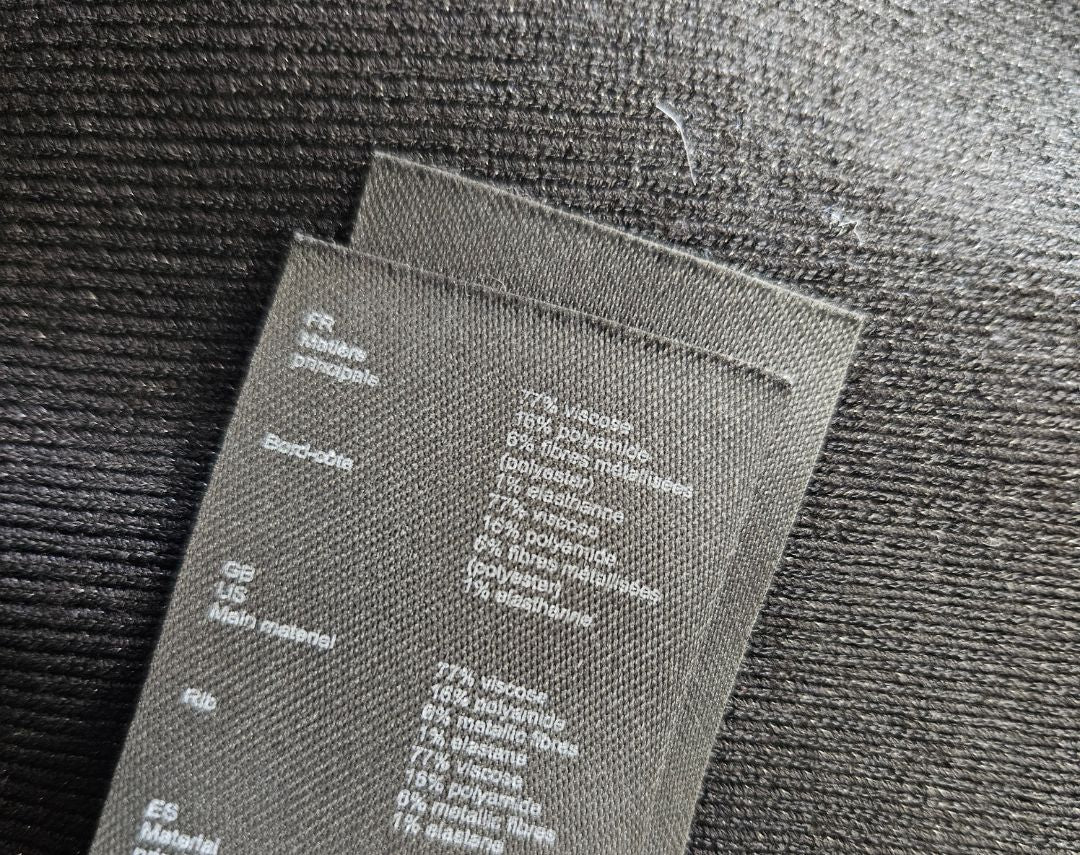 FR
Matière
principale
77% viscose
16% polyamide
6% fibres métallisées
(polyester)
1% élasthanne
Bord-côte
77% viscose
16% polyamide
6% fibres métallisées
(polyester)
1% élasthanne
GB
US
Main material
77% viscose
16% polyamide
6% metallic fibres
1% elastane
Rib
77% viscose
16% polyamide
6% metallic fibres
1% elastane
ES
Material